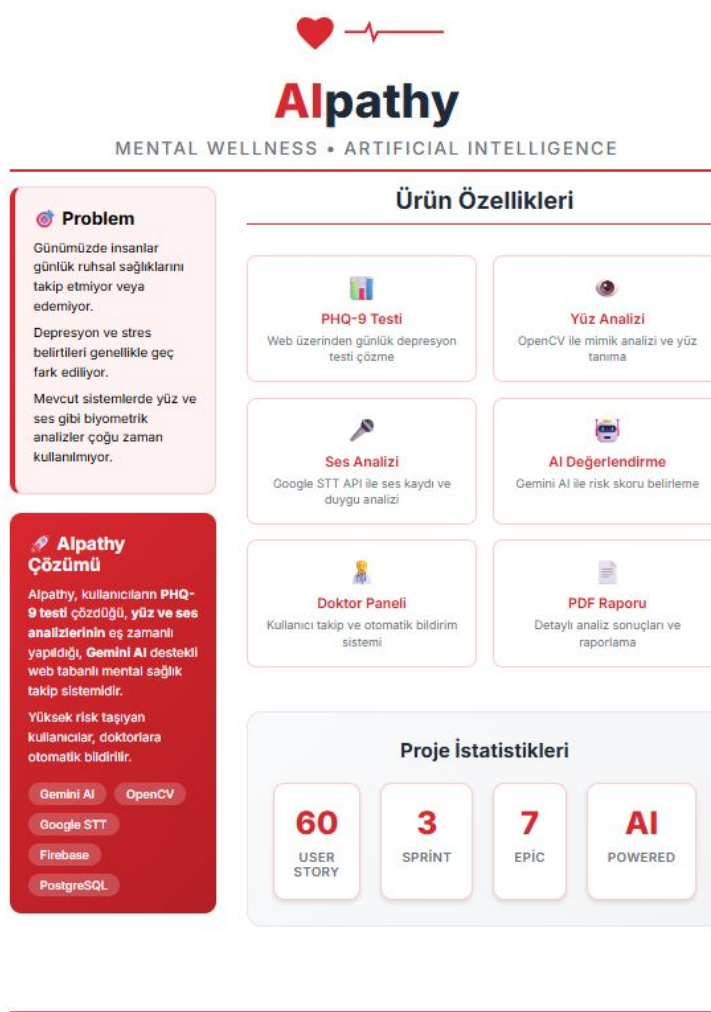 AIpathy
MENTAL WELLNESS • ARTIFICIAL INTELLIGENCE
Problem
Günümüzde insanlar
günlük ruhsal sağlıklarını
takip etmiyor veya
edemiyor.
Depresyon ve stres
belirtileri genellikle geç
fark ediliyor.
Mevcut sistemlerde yüz ve
ses gibi biyometrik
analizler çoğu zaman
kullanılmıyor.
AIpathy
Çözümü
AIpathy, kullanıcıların PHQ-
9 testi çözdüğü, yüz ve ses
analizlerinin eş zamanlı
yapıldığı, Gemini AI destekli
web tabanlı mental sağlık
takip sistemidir.
Yüksek risk taşıyan
kullanıcılar, doktorlara
otomatik bildirilir.
Gemini AI OpenCV
Google STT
Firebase
PostgreSQL
Ürün Özellikleri
PHQ-9 Testi
Web üzerinden günlük depresyon
testi çözme
Yüz Analizi
OpenCV ile mimik analizi ve yüz
tanıma
Ses Analizi
Google STT API ile ses kaydı ve
duygu analizi
AI Değerlendirme
Gemini AI ile risk skoru belirleme
Doktor Paneli
Kullanıcı takip ve otomatik bildirim
sistemi
PDF Raporu
Detaylı analiz sonuçları ve
raporlama
Proje İstatistikleri
60
USER
STORY
3
SPRİNT
7
EPİC
AI
POWERED